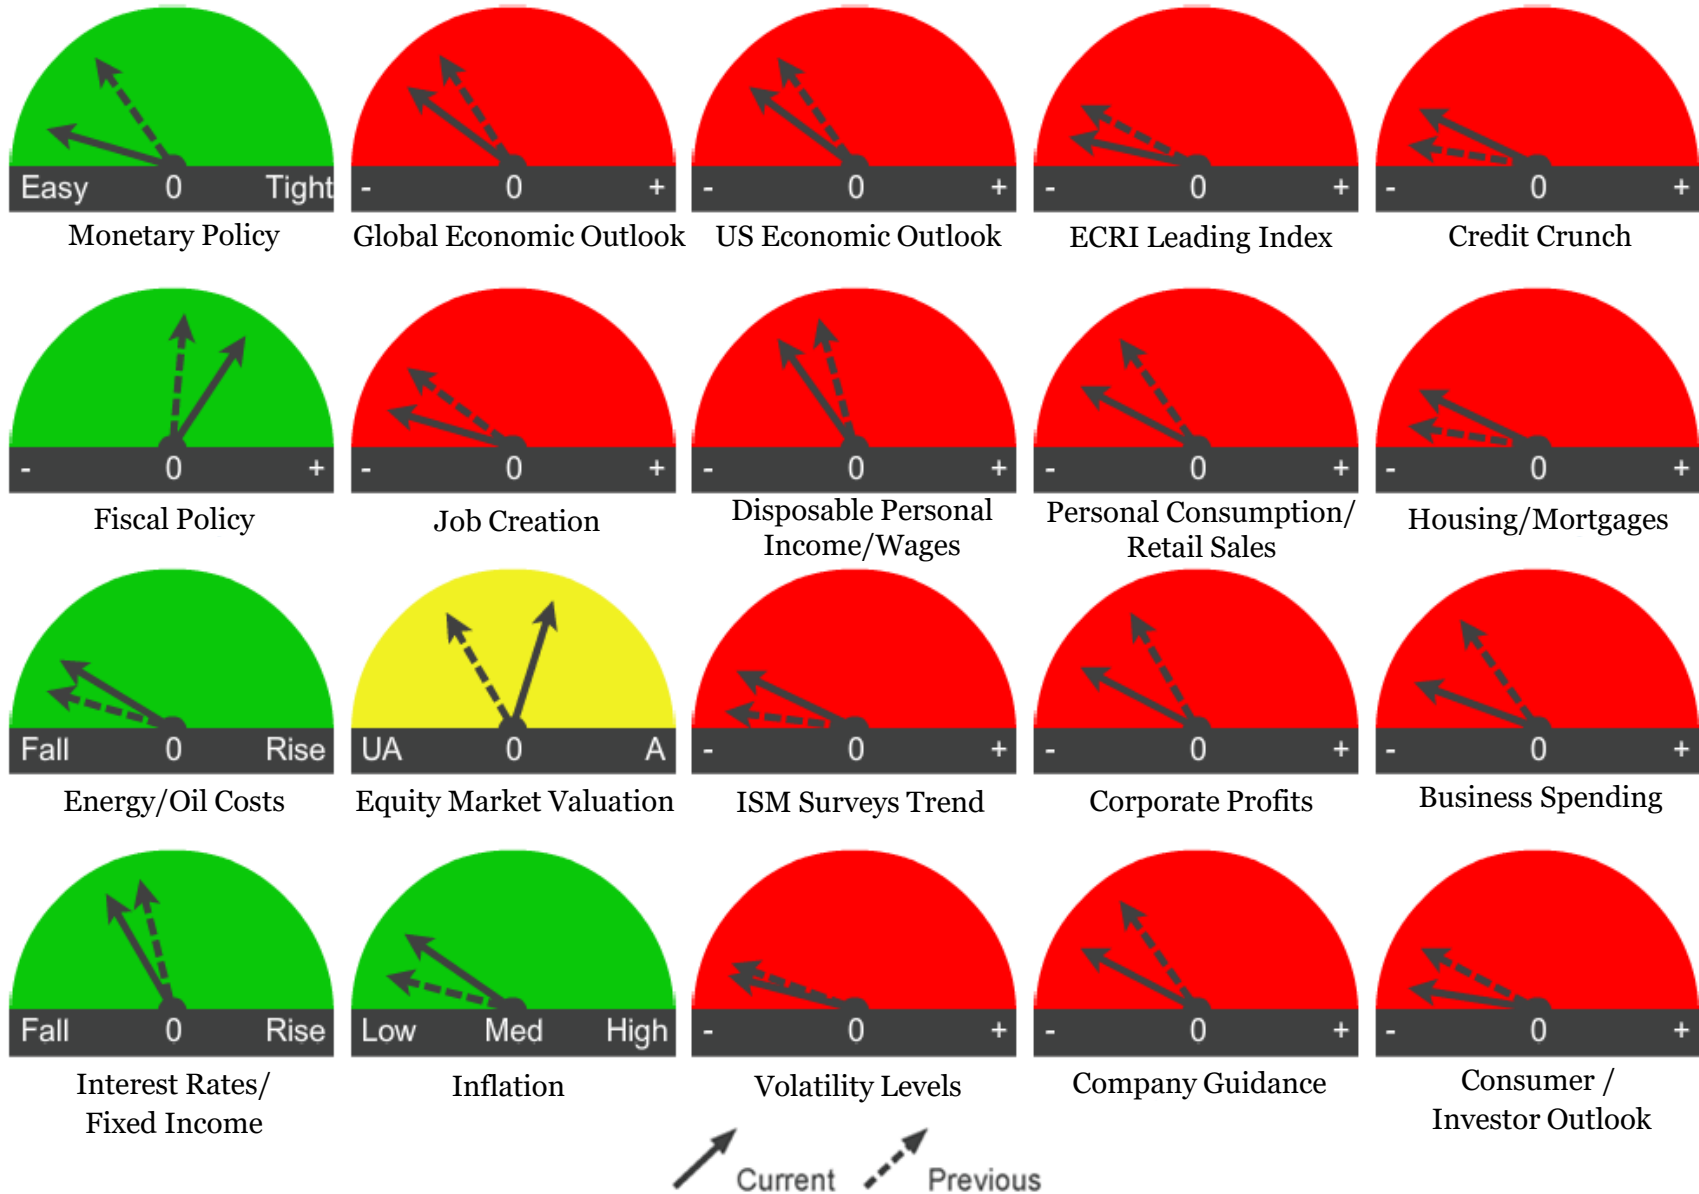 Easy 0 Tight
- 0 +
- 0 +
- 0 +
- 0 +
Monetary Policy
Global Economic Outlook
US Economic Outlook
ECRI Leading Index
Credit Crunch
- 0 +
- 0 +
- 0 +
- 0 +
- 0 +
Fiscal Policy
Job Creation
Disposable Personal
Income/Wages
Personal Consumption/
Retail Sales
Housing/Mortgages
Fall 0 Rise
UA 0 A
- 0 +
- 0 +
- 0 +
Energy/Oil Costs
Equity Market Valuation
ISM Surveys Trend
Corporate Profits
Business Spending
Fall 0 Rise
Low Med High
- 0 +
- 0 +
- 0 +
Interest Rates/
Fixed Income
Inflation
Volatility Levels
Company Guidance
Consumer /
Investor Outlook
Current Previous